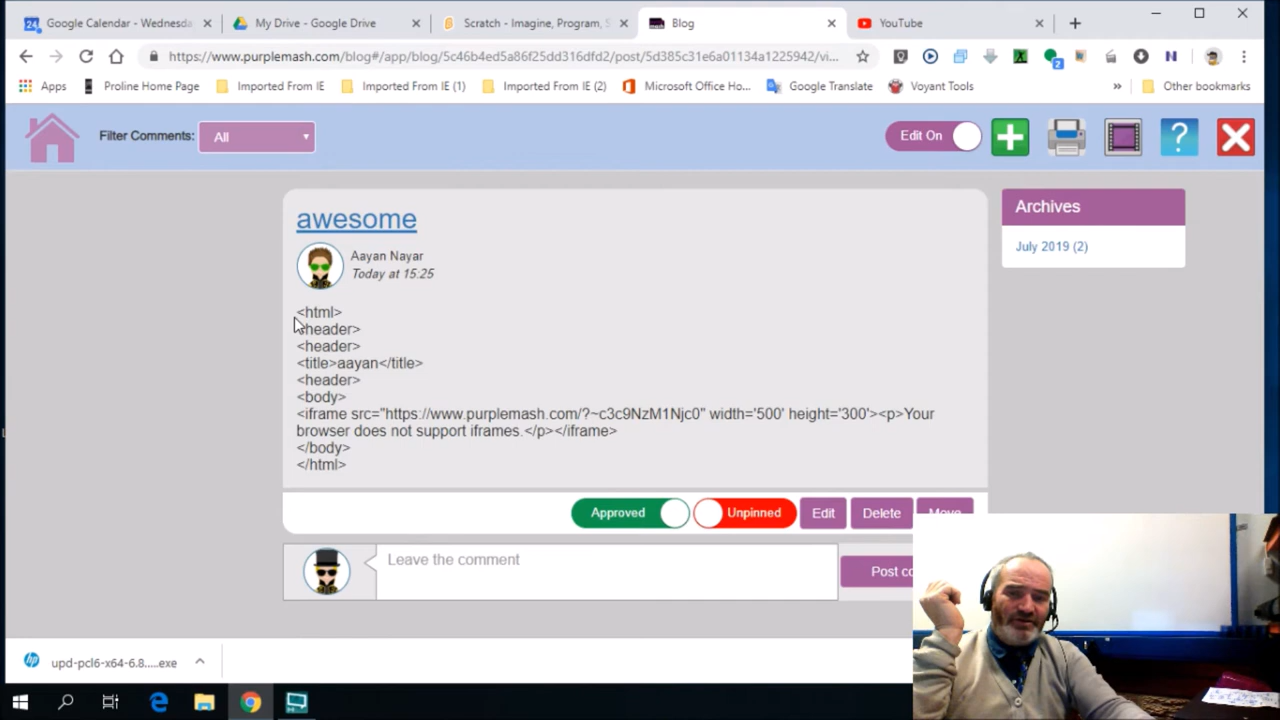 24 Google Calendar - Wednesda
My Drive - Google Drive
Scratch - Imagine, Program, S
Blog
YouTube
https://www.purplemash.com/blog#/app/blog/5c46b4ed5a86f25dd316dfd2/post/5d385c31e6a01134a1225942/vi...
2
Apps
Proline Home Page
Imported From IE
Imported From IE (1)
Imported From IE (2)
Microsoft Office Ho...
Google Translate
Voyant Tools
»
Other bookmarks
Filter Comments:
All
Edit On
?
awesome
Aayan Nayar
Today at 15:25
<html>
<header>
<header>
<title>aayan</title>
<header>
<body>
<iframe src="https://www.purplemash.com/?~c3c9NzM1Njc0" width='500' height='300'><p>Your
browser does not support iframes.</p></iframe>
</body>
</html>
Approved
Unpinned
Edit
Delete
Move
Leave the comment
Post co
Archives
July 2019 (2)
upd-pcl6-x64-6.8.....exe